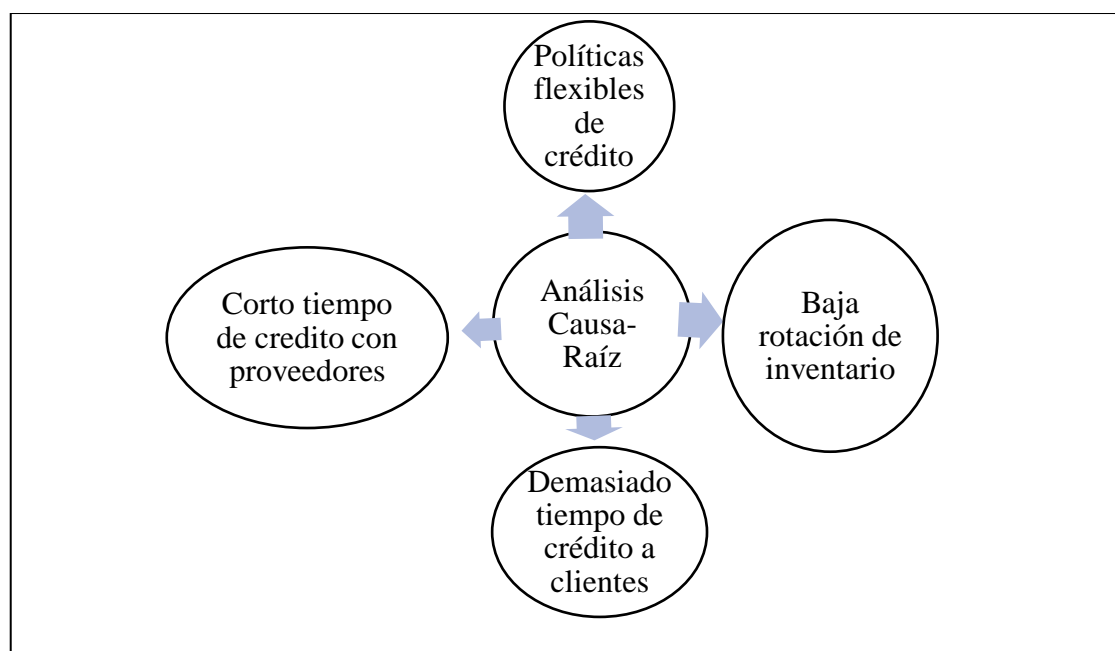 Políticas
flexibles
de
crédito
Corto tiempo
de credito con
proveedores
Análisis
Causa-
Raíz
Baja
rotación de
inventario
Demasiado
tiempo de
crédito a
clientes